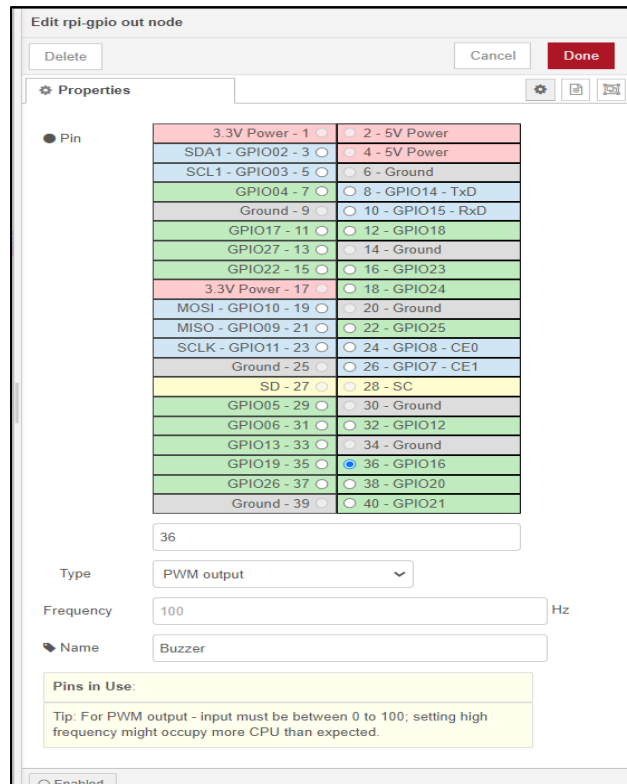 Edit rpi-gpio out node
Delete Cancel Done
Properties
Pin
3.3V Power - 1 2 - 5V Power
SDA1 - GPIO02 - 3 4 - 5V Power
SCL1 - GPIO03 - 5 6 - Ground
GPIO04 - 7 8 - GPIO14 - TxD
Ground - 9 10 - GPIO15 - RxD
GPIO17 - 11 12 - GPIO18
GPIO27 - 13 14 - Ground
GPIO22 - 15 16 - GPIO23
3.3V Power - 17 18 - GPIO24
MOSI - GPIO10 - 19 20 - Ground
MISO - GPIO09 - 21 22 - GPIO25
SCLK - GPIO11 - 23 24 - GPIO8 - CE0
Ground - 25 26 - GPIO7 - CE1
SD - 27 28 - SC
GPIO05 - 29 30 - Ground
GPIO06 - 31 32 - GPIO12
GPIO13 - 33 34 - Ground
GPIO19 - 35 36 - GPIO16
GPIO26 - 37 38 - GPIO20
Ground - 39 40 - GPIO21
36
Type PWM output
Frequency 100 Hz
Name Buzzer
Pins in Use:
Tip: For PWM output - input must be between 0 to 100; setting high
frequency might occupy more CPU than expected.
Enabled